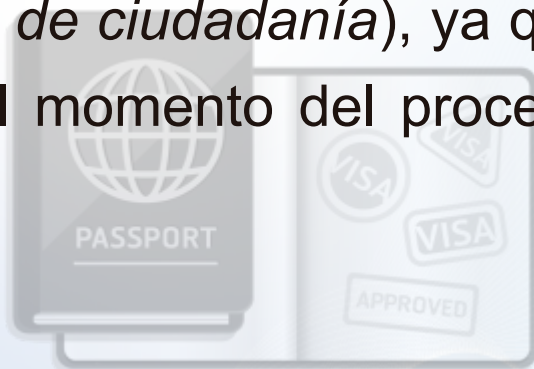 de ciudadanía), ya q
momento del proce
PASSPORT
VISA
VISA
VISA
APPROVED